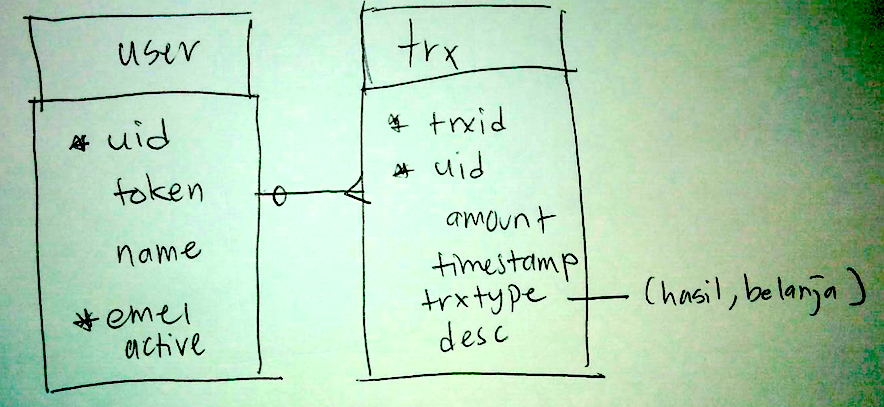 user
* uid
token
name
* emel
active
trx
* trxid
* uid
amount
timestamp
trxtype — (hasil, belanja)
desc